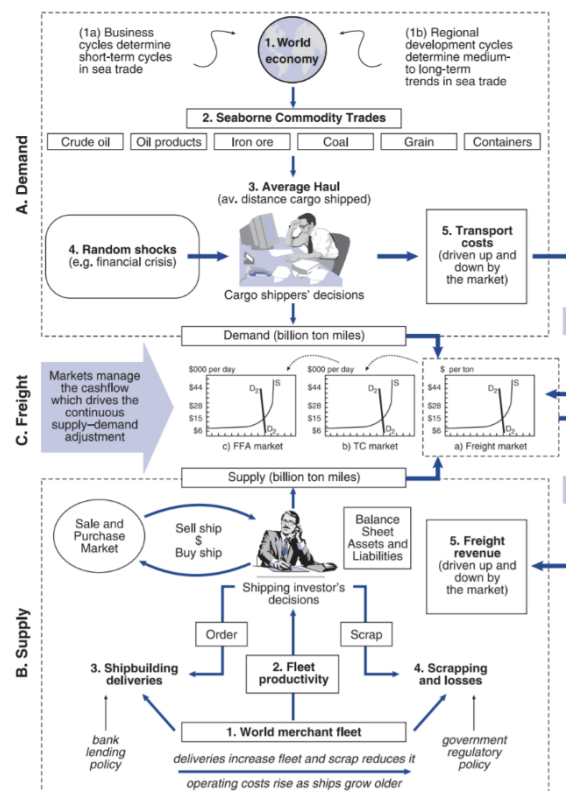 (1a) Business
cycles determine
short-term cycles
in sea trade
1. World
economy
(1b) Regional
development cycles
determine medium-
to long-term
trends in sea trade
A. Demand
2. Seaborne Commodity Trades
Crude oil
Oil products
Iron ore
Coal
Grain
Containers
3. Average Haul
(av. distance cargo shipped)
4. Random shocks
(e.g. financial crisis)
5. Transport
costs
(driven up and
down by
the market)
Cargo shippers' decisions
Demand (billion ton miles)
C. Freight
Markets manage
the cashflow
which drives the
continuous
supply–demand
adjustment
$000 per day
$44
$28
$15
$6
D2
S
D2
c) FFA market
$000 per day
$44
$28
$15
$6
D2
S
D2
b) TC market
$ per ton
$44
$28
$15
$6
D2
S
D2
a) Freight market
Supply (billion ton miles)
B. Supply
Sale and
Purchase
Market
Sell ship
$
Buy ship
Balance
Sheet
Assets and
Liabilities
5. Freight
revenue
(driven up and
down by
the market)
Shipping investor's
decisions
Order
Scrap
3. Shipbuilding
deliveries
2. Fleet
productivity
4. Scrapping
and losses
1. World merchant fleet
bank
lending
policy
deliveries increase fleet and scrap reduces it
operating costs rise as ships grow older
government
regulatory
policy